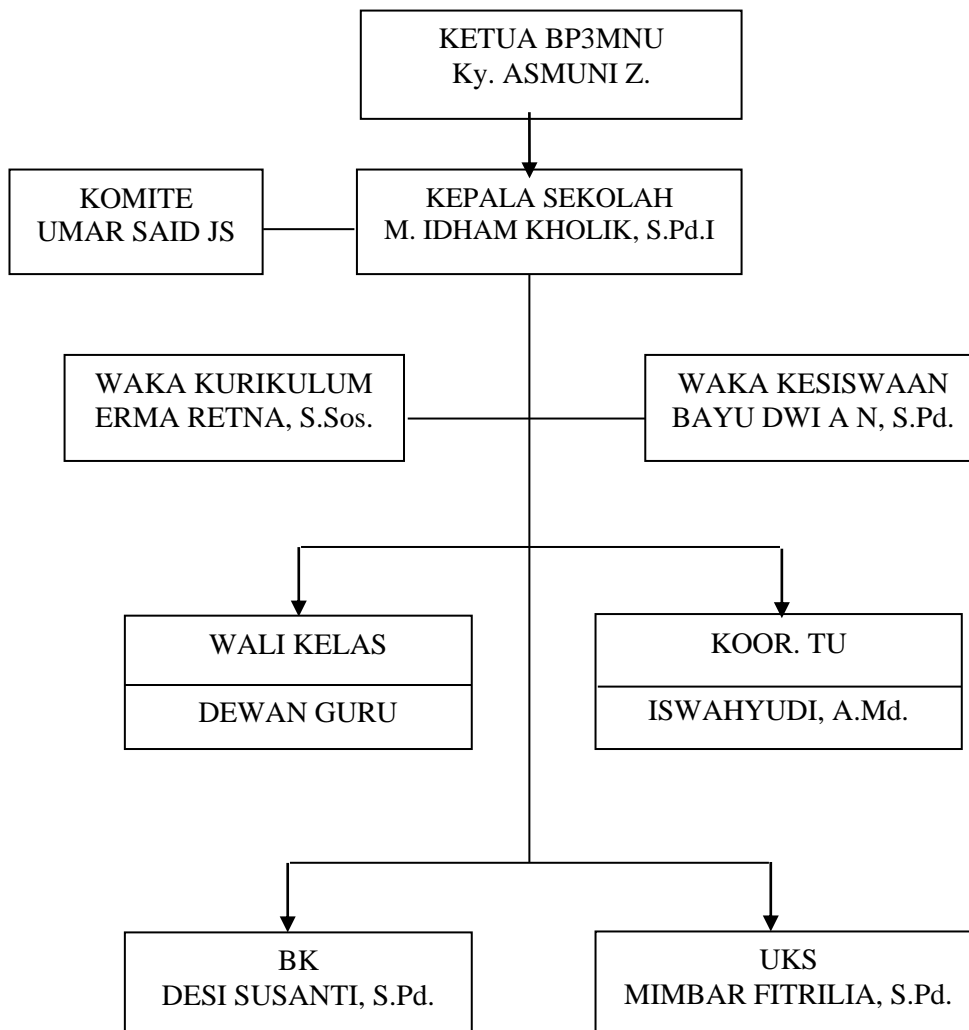 KETUA BP3MNU
Ky. ASMUNI Z.
KOMITE
UMAR SAID JS
KEPALA SEKOLAH
M. IDHAM KHOLIK, S.Pd.I
WAKA KURIKULUM
ERMA RETNA, S.Sos.
WAKA KESISWAAN
BAYU DWI A N, S.Pd.
WALI KELAS
DEWAN GURU
KOOR. TU
ISWAHYUDI, A.Md.
BK
DESI SUSANTI, S.Pd.
UKS
MIMBAR FITRILIA, S.Pd.